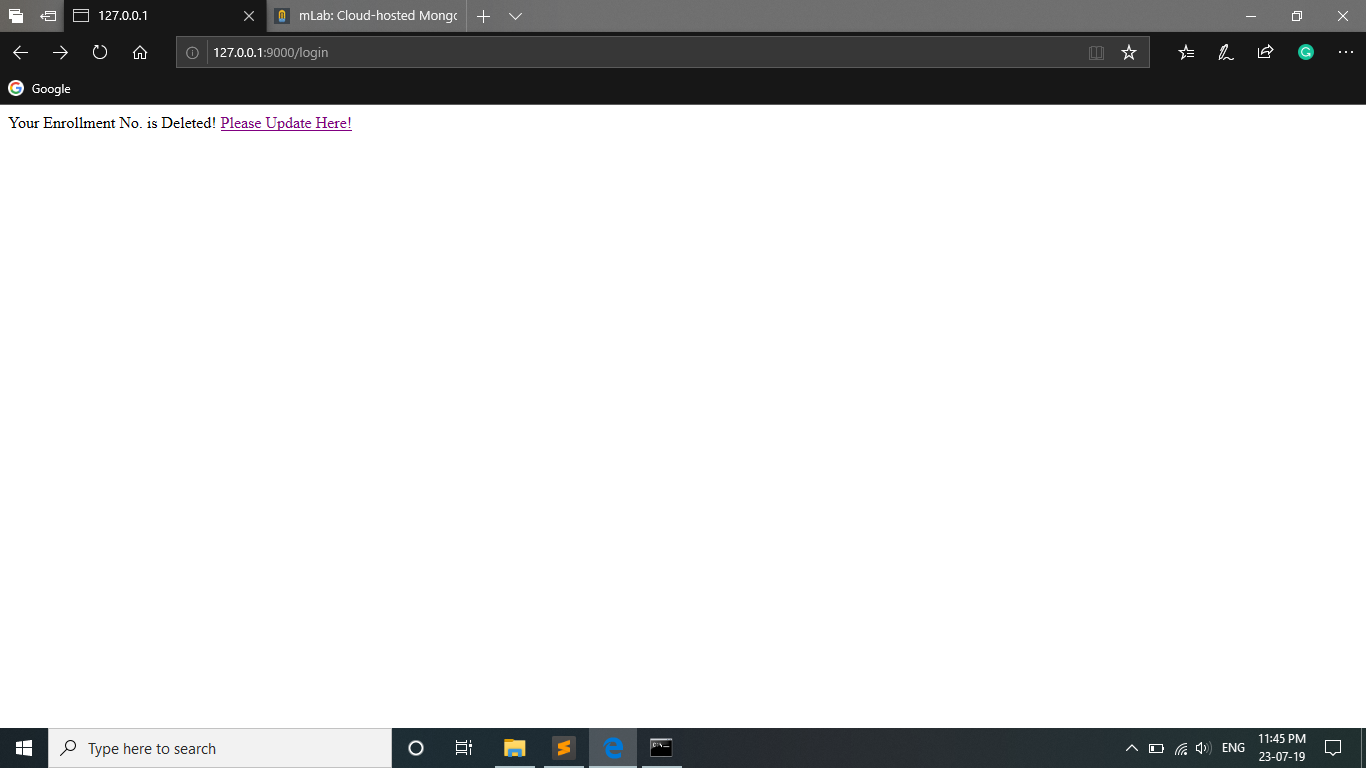 127.0.0.1
mLab: Cloud-hosted Mongo
127.0.0.1:9000/login
Google
Your Enrollment No. is Deleted! Please Update Here!
Type here to search
ENG
11:45 PM
23-07-19